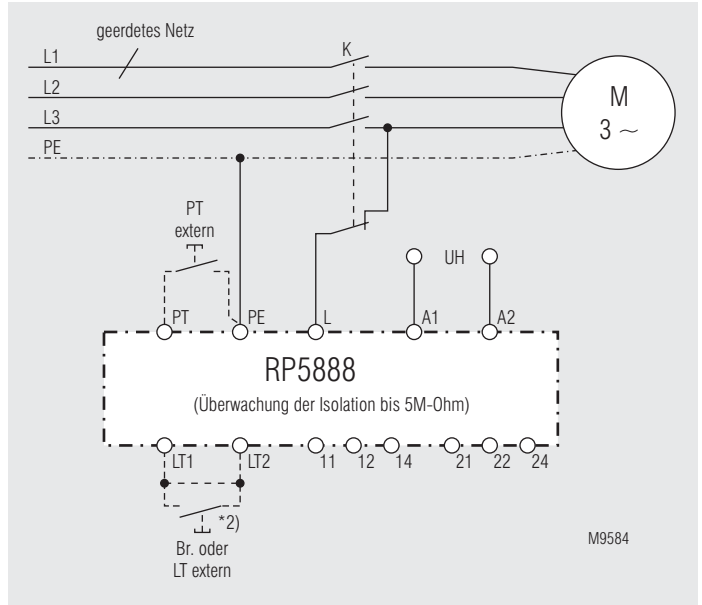 geerdetes Netz
L1
K
L2
L3
PE
M
3 ~
PT
extern
UH
PT
PE
L
A1
A2
RP5888
(Überwachung der Isolation bis 5M-Ohm)
LT1
LT2
11
12
14
21
22
24
*2)
Br. oder
LT extern
M9584